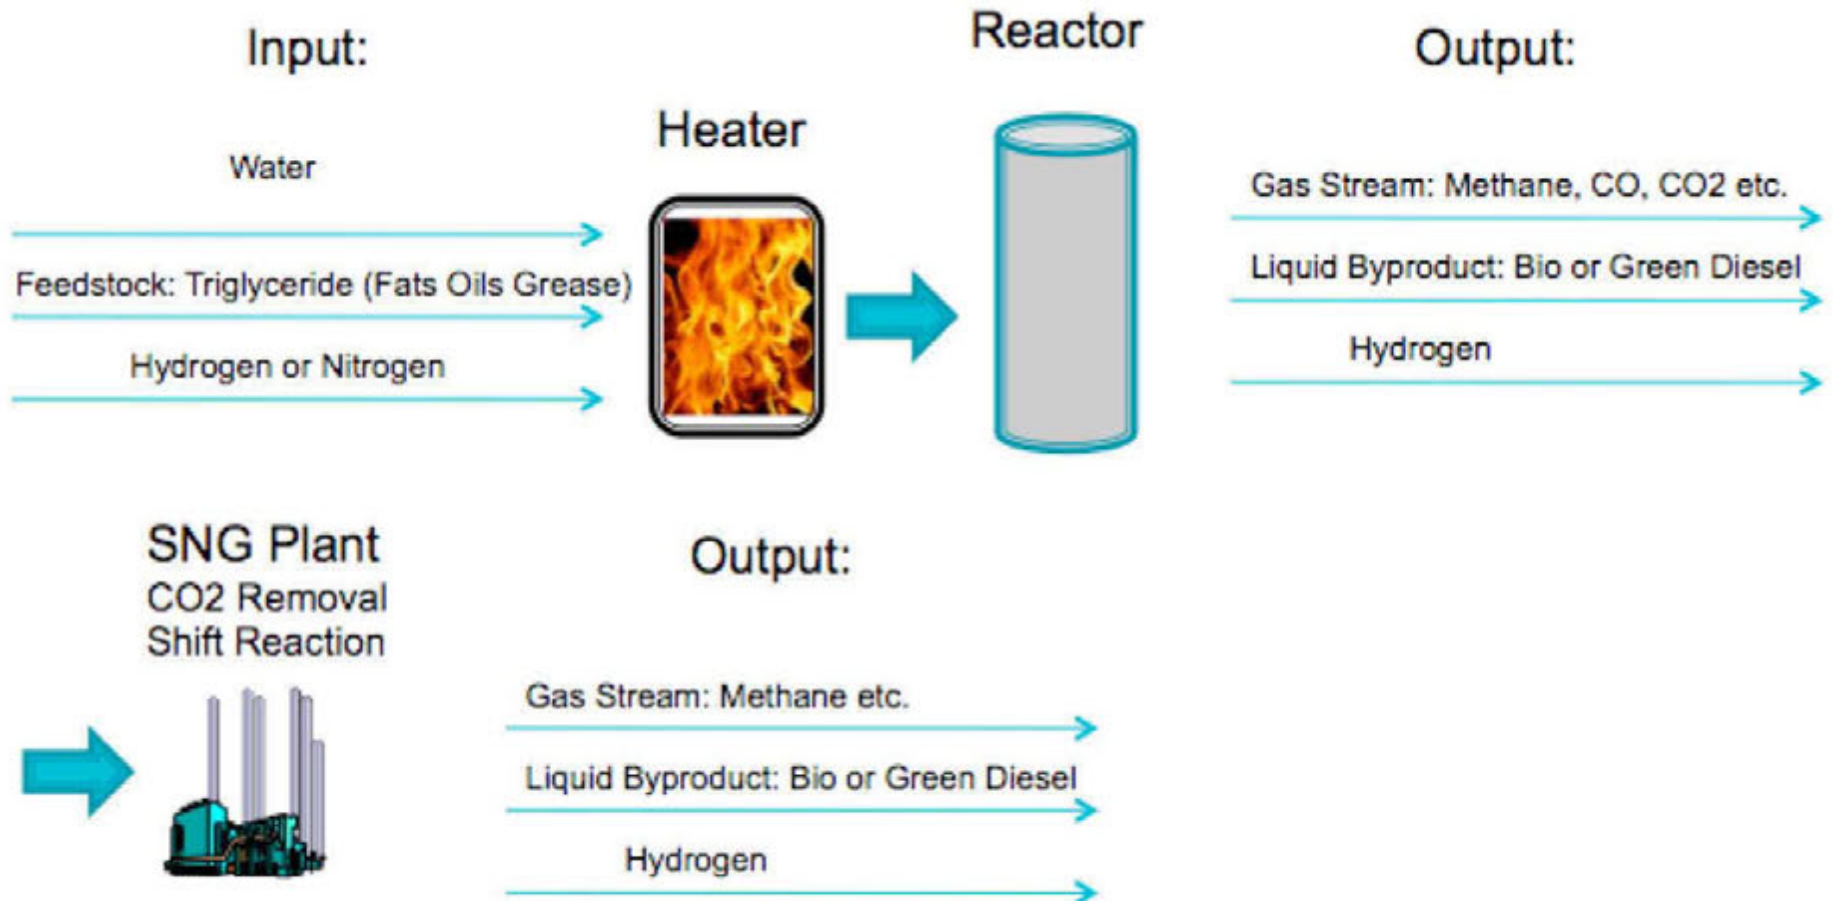 Input:
Water
Feedstock: Triglyceride (Fats Oils Grease)
Hydrogen or Nitrogen
Heater
Reactor
Output:
Gas Stream: Methane, CO, CO2 etc.
Liquid Byproduct: Bio or Green Diesel
Hydrogen
SNG Plant
CO2 Removal
Shift Reaction
Output:
Gas Stream: Methane etc.
Liquid Byproduct: Bio or Green Diesel
Hydrogen